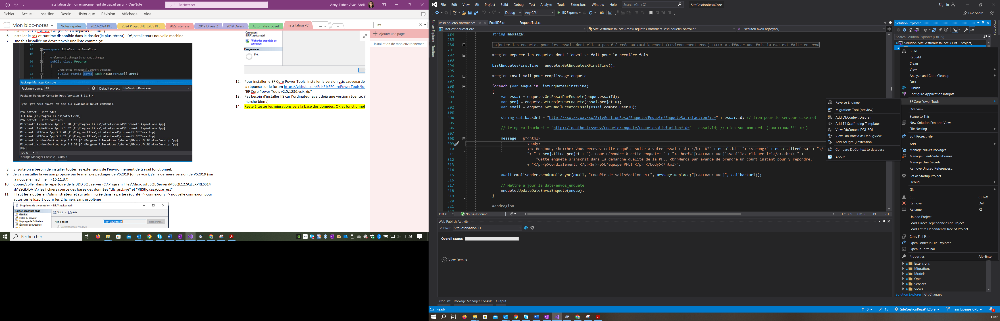 Installation de mon environnement de travail sur u - OneNote
Rechercher
Anny-Esther Vivas-Abril
Fichier Accueil Insertion Dessin Historique Révision Affichage Aide
Mon bloc-notes
Notes rapides 2023-2024 PFL 2024 Projet ENERGIES PFL 2022 site resa 2019 Divers 2 2019 Divers Automate crouzet Installation PC ... +
inst
Ajouter une page
Installation de mon environnemen
5. Installer GIT + tortoise GIT (clé SSH à déployer au futur)
6. Installer le sdk et runtime disponible dans le dossier(le plus récent) : D:\Installateurs nouvelle machine
7. Une fois installée on devrait avoir une liste comme ça:
17
18 namespace SiteGestionResaCore
19 {
0 references | 0 changes | 0 authors, 0 changes
20 public class Program
21 {
0 references | 0 changes | 0 authors, 0 changes
22 public static async Task Main(string[] args)
23 {
Package Manager Console
Package source: All Default project: SiteGestionResaCore
Package Manager Console Host Version 5.11.6.4
Type 'get-help NuGet' to see all available NuGet commands.
PM> dotnet --list-sdks
3.1.414 [C:\Program Files\dotnet\sdk]
PM> dotnet --list-runtimes
Microsoft.AspNetCore.App 3.1.20 [C:\Program Files\dotnet\shared\Microsoft.AspNetCore.App]
Microsoft.AspNetCore.App 3.1.32 [C:\Program Files\dotnet\shared\Microsoft.AspNetCore.App]
Microsoft.NETCore.App 3.1.20 [C:\Program Files\dotnet\shared\Microsoft.NETCore.App]
Microsoft.NETCore.App 3.1.32 [C:\Program Files\dotnet\shared\Microsoft.NETCore.App]
Microsoft.WindowsDesktop.App 3.1.20 [C:\Program Files\dotnet\shared\Microsoft.WindowsDesktop.App]
Microsoft.WindowsDesktop.App 3.1.32 [C:\Program Files\dotnet\shared\Microsoft.WindowsDesktop.App]
PM>
100 %
Package Manager Console Output
8. Ensuite on a besoin de installer toutes les extensions de l'environnement de travail fonctionnel.
9. Je vais installer la version proposé par le manage packages de VS2019 (on va voir), j'ai la dernière version de VS2019 (sur
la nouvelle machine => 16.11.37)
10. Copier/coller dans le répertoire de la BDD SQL server (C:\Program Files\Microsoft SQL Server\MSSQL12.SQLEXPRESS14
\MSSQL\DATA) les fichiers source des bases des données "db_archive" et "PflStloResaCoreTest"
11. Il faut les ajouter en Administrateur et sur admin crée dans la partie sécurité => connexions => nouvelle connexion pour
autoriser le ldap à ouvrir les 2 fichiers sans problème
Propriétés de la connexion - INRA\aevivasabril
Sélectionner une page
Général
Rôles du serveur
Mappage de l'utilisateur
Éléments sécurisables
Script Aide
Nom d'accès : INRA\aevivasabril Rechercher...
Authentification Windows
Connexion :
INRA\aevivasabril
Afficher les propriétés de
connexion
Progression
Prêt
12. Pour installer le EF Core Power Tools: installer la version vsix sauvegardé
la réponse sur le forum https://github.com/ErikEJ/EFCorePowerTools/iss
"EF Core Power Tools v2.5.1236.vsix.zip"
13. Pas besoin d'installer IIS car l'ordinateur avait déjà une version récente. j'
marche bien :)
14. Reste à tester les migrations vers la base des données. OK et fonctionnel
Rechercher
11:46
File Edit View Git Project Build Debug Test Analyze Tools Extensions Window Help Search (Ctrl+Q) SiteGestionResaCore Sign in
Debug Any CPU IIS Express Live Share
Server Explorer
Toolbox
PostEnqueteController.cs ProfilDB.cs EnqueteTask.cs
SiteGestionResaCore SiteGestionResaCore.Areas.Enquete.Controllers.PostEnqueteController ExecuterEnvoiEnqAsync()
284 string message;
285
286 Rajouter les enquetes pour les essais dont elle a pas été crée automatique (Environnement Prod) TODO: A effacer une fois la MAJ est faite en Prod
291
292 #region Reperer les enquetes dont l'envoi se fait pour la première fois
293
294 ListEnquetesFirstTime = enquete.GetEnquetesXFirstTime();
295
296 #region Envoi mail pour remplissage enquete
297
298 foreach (var enque in ListEnquetesFirstTime)
299 {
300 var essai = enquete.GetEssaiParEnquete(enque.essaiId);
301 var proj = enquete.GetProjetParEnquete(essai.projetID);
302 var email = enquete.GetEmailCreatorEssai(essai.compte_userID);
303
304 string callbackUrl = "http://xxx.xx.xx.xxx/SiteGestionResa/Enquete/Enquete/EnqueteSatisfaction?id=" + essai.id; // lien pour le serveur caseine!
305
306 //string callbackUrl = "http://localhost:55092/Enquete/Enquete/EnqueteSatisfaction?id=" + essai.id; // Lien sur mon ordi (FONCTIONNE!!! :D )
307
308 message = @"<html>
309 <body>
310 <p> Bonjour, <br><br> Vous recevez cette enquête suite à votre essai : <b> </b> N°" + essai.id + ": <strong>" + essai.titreEssai + "</s
311 ": " + proj.titre_projet + "). Pour répondre à cette enquete: " + "<a href='[CALLBACK_URL]'>Veuillez cliquer ici</a>.<br/> " +
312 "Cette enquête s'inscrit dans la démarche qualité de la PFL. <br>Merci par avance de prendre un court instant pour y répondre."
313 + "</p><p>Cordialement, </p><br><p>L'équipe PFL! </p> </body></html>";
314
315 await emailSender.SendEmailAsync(email, "Enquête de satisfaction PFL", message.Replace("[CALLBACK_URL]", callbackUrl));
316
317 // Mettre à jour la date-envoi_enquete
318 enquete.UpdateDateEnvoiEnquete(enque);
319 }
320
321 #endregion
110 % No issues found Ln: 309 Ch: 36 SPC CRLF
Web Publish Activity
Publish: SiteReservationPFL
Overall status
View Details
Error List Package Manager Console Output
Ready 0 15 SiteGestionResaPFLCore main_License_GPL 3
11:46
Reverse Engineer
Migrations Tool (preview)
Add DbContext Diagram
Add T4 Scaffolding Templates
View DbContext DDL SQL
View DbContext as DebugView
Add AsDgml() extension
Compare DbContext to database
About
Solution Explorer
Properties
Search Solution Explorer (Ctrl+$)
Solution 'SiteGestionResaCore' (1 of 1 project)
Build
Rebuild
Clean
View
Analyze and Code Cleanup
Pack
Publish...
Configure Application Insights...
EF Core Power Tools
Overview
Scope to This
New Solution Explorer View
File Nesting
Edit Project File
Add
Manage NuGet Packages...
Manage Client-Side Libraries...
Manage User Secrets
Remove Unused References...
Set as Startup Project
Debug
Git
Cut Ctrl+X
Remove Del
Rename F2
Unload Project
Load Direct Dependencies of Project
Load Entire Dependency Tree of Project
Copy Full Path
Open Folder in File Explorer
Open in Terminal
Properties Alt+Enter
Extensions
Migrations
Models
Opts
Services
Views
Solution Explorer Git Changes